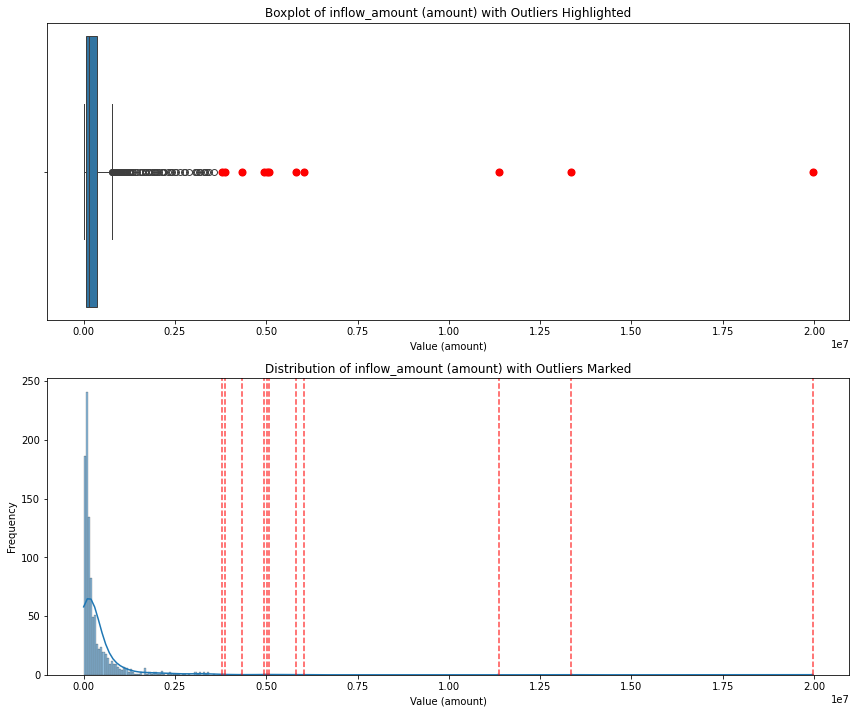 Boxplot of inflow_amount (amount) with Outliers Highlighted
0.00 0.25 0.50 0.75 1.00 1.25 1.50 1.75 2.00
1e7
Value (amount)
Distribution of inflow_amount (amount) with Outliers Marked
250
200
150
100
50
0
Frequency
0.00 0.25 0.50 0.75 1.00 1.25 1.50 1.75 2.00
1e7
Value (amount)